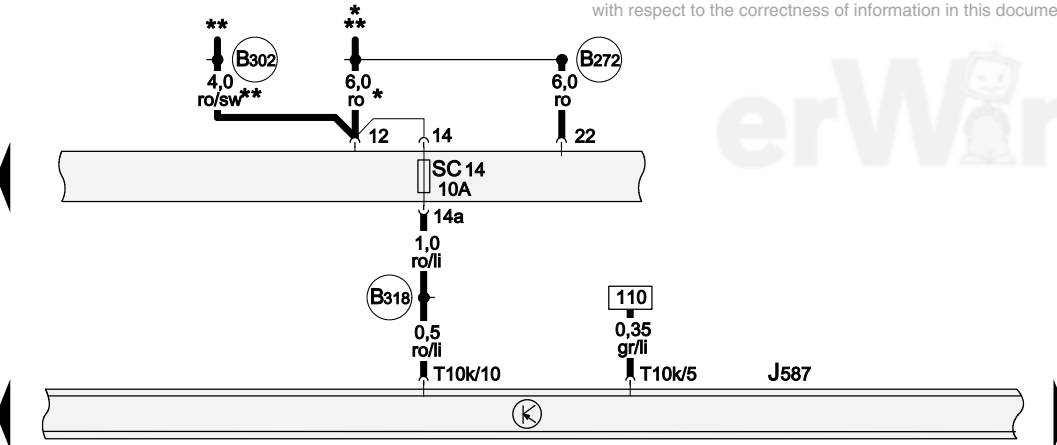 with respect to the correctness of information in this docume
erWin
**
*
**
B302
B272
4,0
ro/sw**
6,0
ro *
6,0
ro
12
14
22
SC 14
10A
14a
1,0
ro/li
B318
110
0,5
ro/li
0,35
gr/li
T10k/10
T10k/5
J587